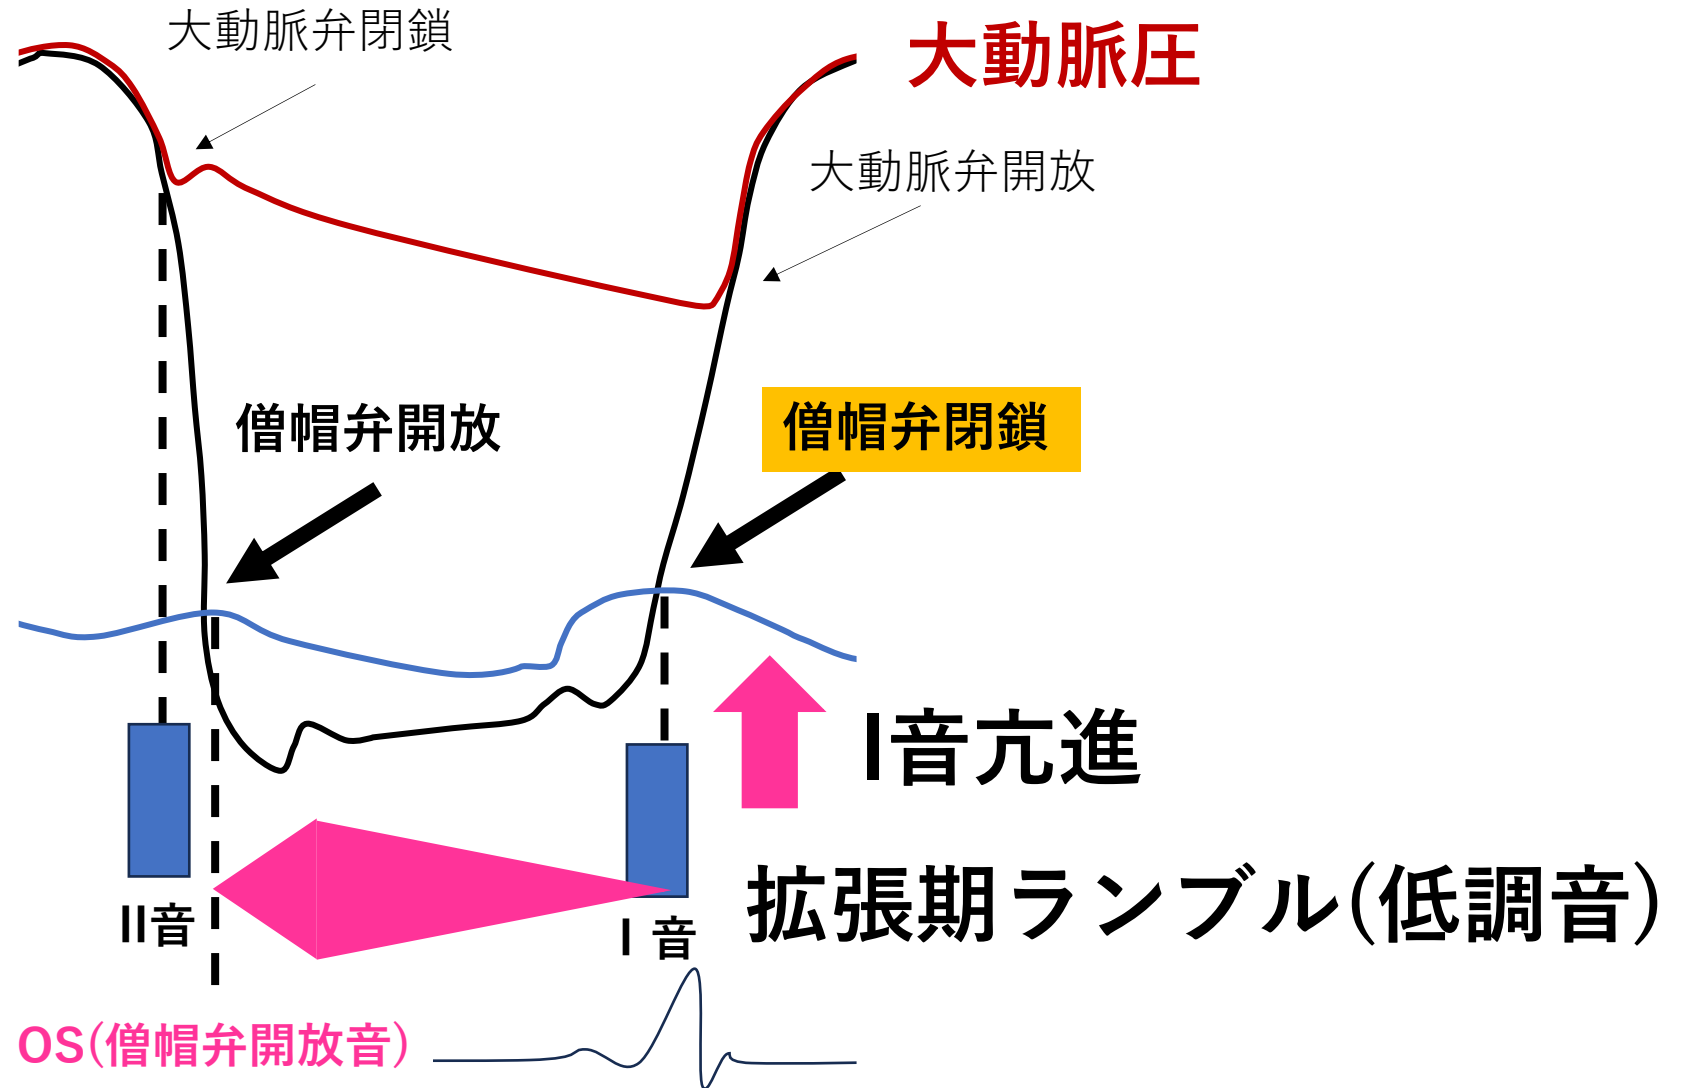 大動脈弁閉鎖
大動脈圧
大動脈弁開放
僧帽弁開放
僧帽弁閉鎖
I音亢進
拡張期ランブル(低調音)
II音
I 音
OS(僧帽弁開放音)